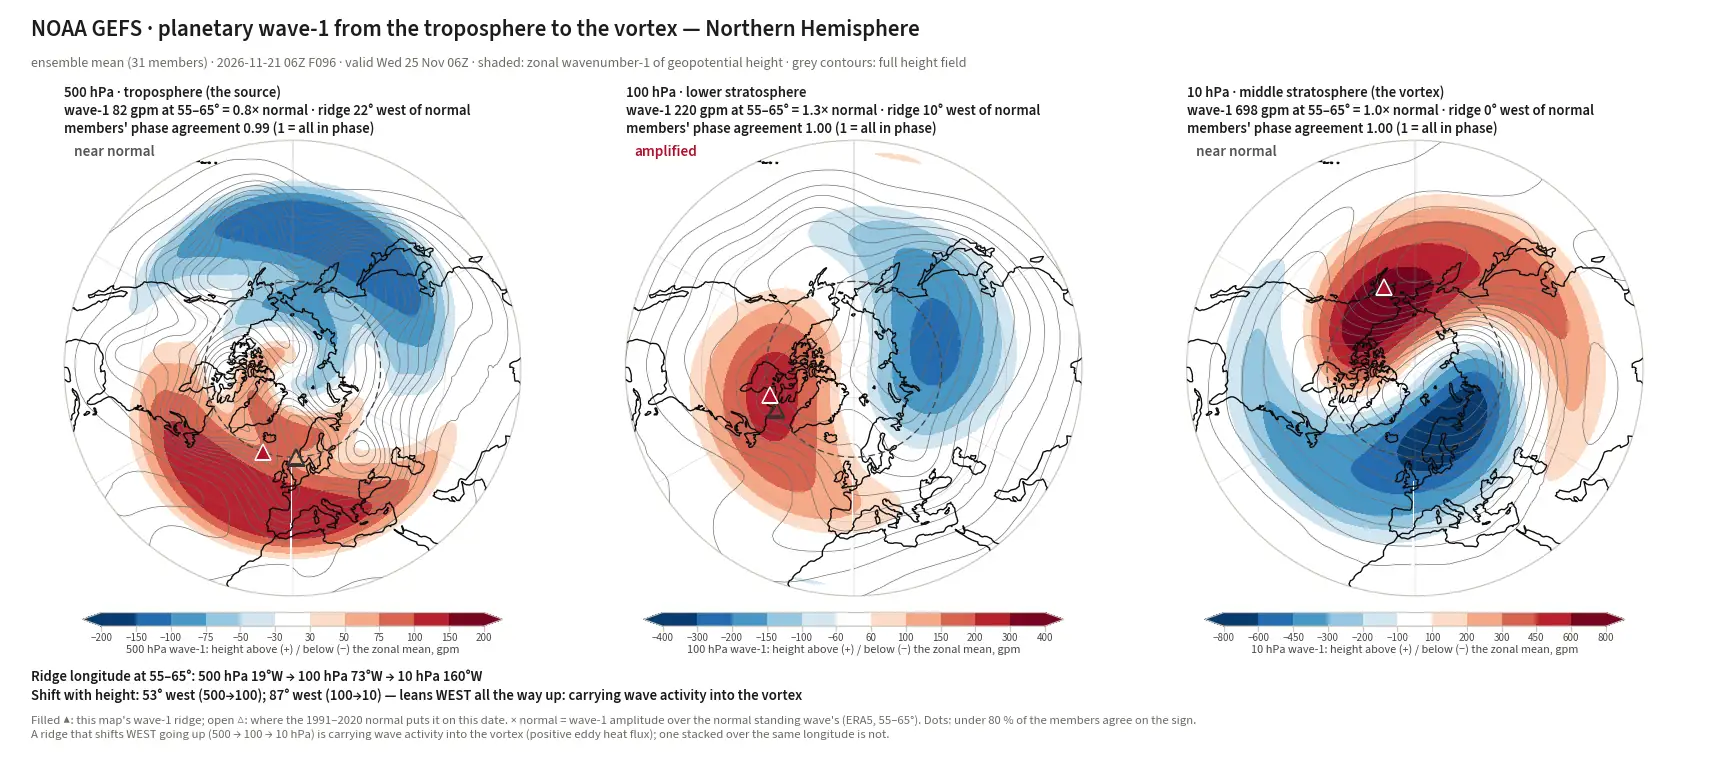 NOAA GEFS · planetary wave-1 from the troposphere to the vortex — Northern Hemisphere
ensemble mean (31 members) · 2026-11-21 06Z F096 · valid Wed 25 Nov 06Z · shaded: zonal wavenumber-1 of geopotential height · grey contours: full height field
500 hPa · troposphere (the source)
wave-1 82 gpm at 55–65° = 0.8× normal · ridge 22° west of normal
members' phase agreement 0.99 (1 = all in phase)
near normal
100 hPa · lower stratosphere
wave-1 220 gpm at 55–65° = 1.3× normal · ridge 10° west of normal
members' phase agreement 1.00 (1 = all in phase)
amplified
10 hPa · middle stratosphere (the vortex)
wave-1 698 gpm at 55–65° = 1.0× normal · ridge 0° west of normal
members' phase agreement 1.00 (1 = all in phase)
near normal
−200 −150 −100 −75 −50 −30 30 50 75 100 150 200
500 hPa wave-1: height above (+) / below (−) the zonal mean, gpm
−400 −300 −200 −150 −100 −60 60 100 150 200 300 400
100 hPa wave-1: height above (+) / below (−) the zonal mean, gpm
−800 −600 −450 −300 −200 −100 100 200 300 450 600 800
10 hPa wave-1: height above (+) / below (−) the zonal mean, gpm
Ridge longitude at 55–65°: 500 hPa 19°W → 100 hPa 73°W → 10 hPa 160°W
Shift with height: 53° west (500→100); 87° west (100→10) — leans WEST all the way up: carrying wave activity into the vortex
Filled ▲: this map's wave-1 ridge; open △: where the 1991–2020 normal puts it on this date. × normal = wave-1 amplitude over the normal standing wave's (ERA5, 55–65°). Dots: under 80 % of the members agree on the sign.
A ridge that shifts WEST going up (500 → 100 → 10 hPa) is carrying wave activity into the vortex (positive eddy heat flux); one stacked over the same longitude is not.